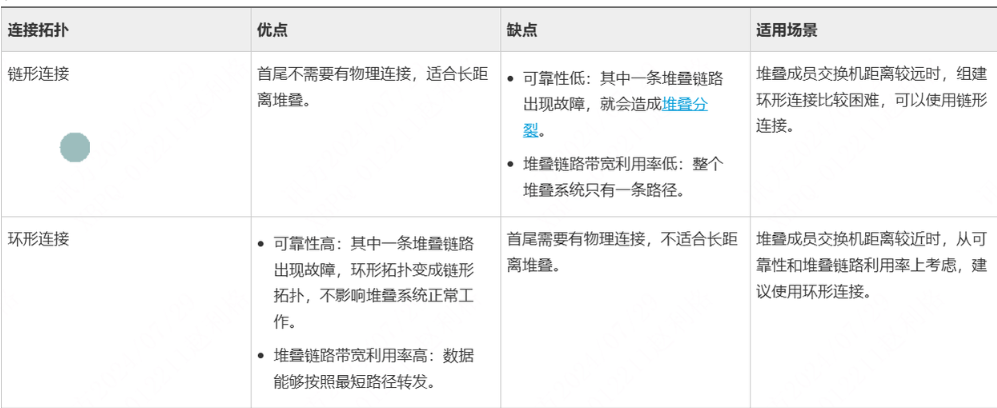 连接拓扑 优点 缺点 适用场景
链形连接
首尾不需要有物理连接，适合长距
离堆叠。
• 可靠性低：其中一条堆叠链路
出现故障，就会造成堆叠分
裂。
• 堆叠链路带宽利用率低：整个
堆叠系统只有一条路径。
堆叠成员交换机距离较远时，组建
环形连接比较困难，可以使用链形
连接。
环形连接
• 可靠性高：其中一条堆叠链路
出现故障，环形拓扑变成链形
拓扑，不影响堆叠系统正常工
作。
• 堆叠链路带宽利用率高：数据
能够按照最短路径转发。
首尾需要有物理连接，不适合长距
离堆叠。
堆叠成员交换机距离较近时，从可
靠性和堆叠链路利用率上考虑，建
议使用环形连接。